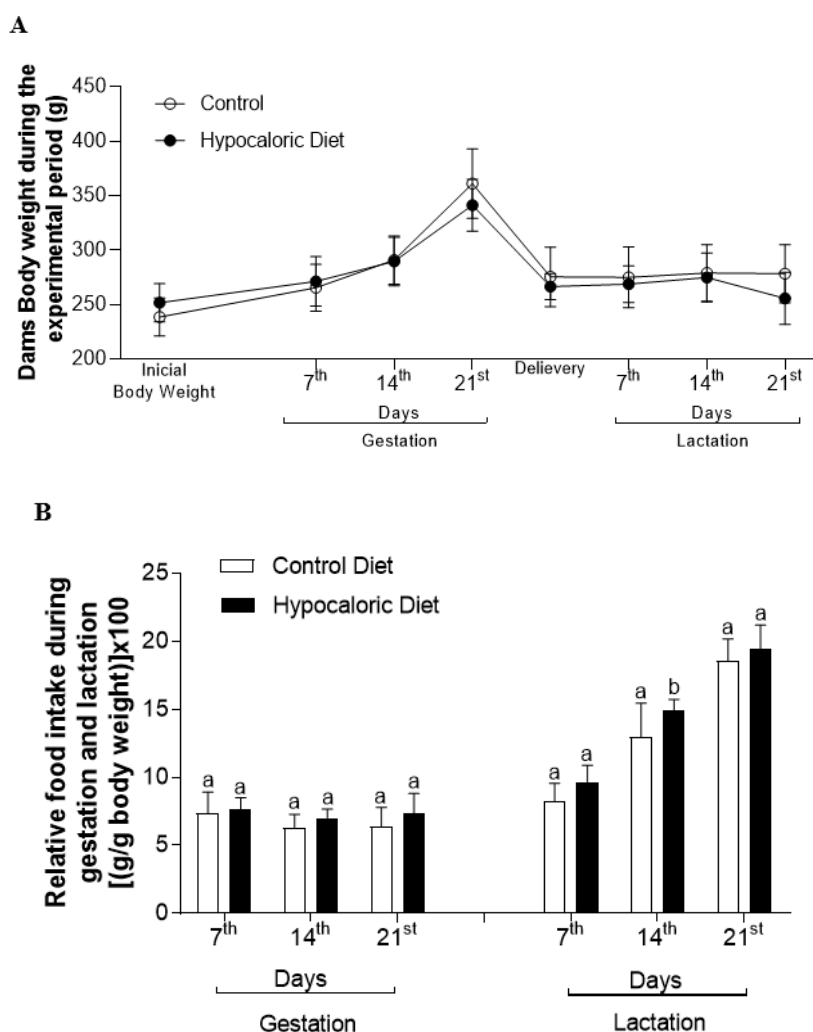 A
Dams Body weight during the
experimental period (g)
450
400
350
300
250
200
Control
Hypocaloric Diet
Inicial
Body Weight
7th
14th
21st
Delievery
7th
14th
21st
Days
Gestation
Days
Lactation
B
Relative food intake during
gestation and lactation
[(g/g body weight)]x100
25
20
15
10
5
0
Control Diet
Hypocaloric Diet
a a a a a a a a a b a a
7th
14th
21st
7th
14th
21st
Days
Gestation
Days
Lactation